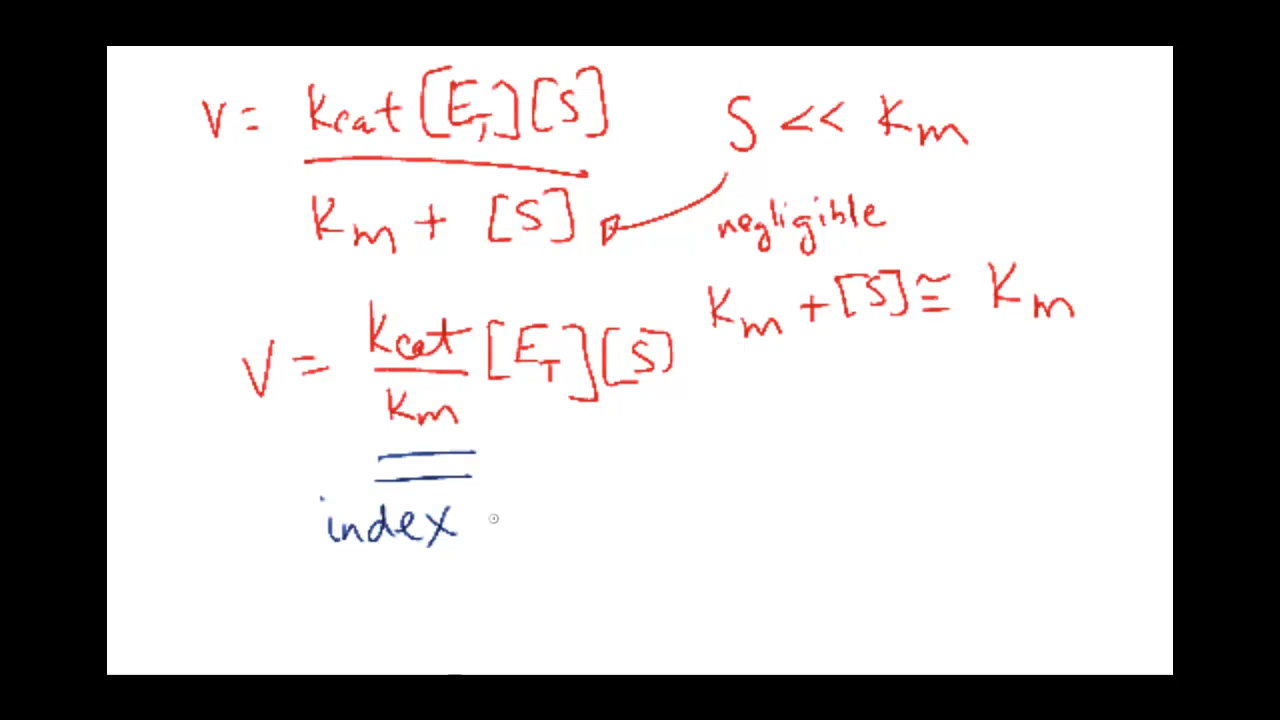 V = kcat [ET] [S]
Km + [S]
S << Km
negligible
Km + [S] ≅ Km
V = kcat [ET] [S]
Km
index